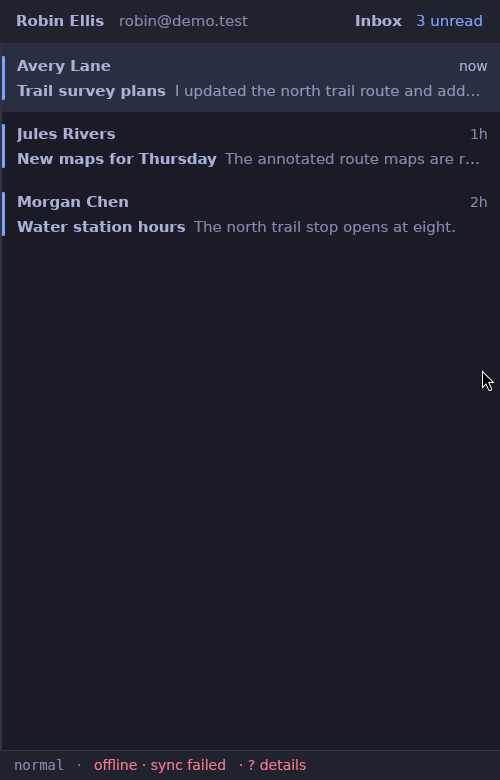 Robin Ellis robin@demo.test Inbox 3 unread
Avery Lane now
Trail survey plans I updated the north trail route and add…
Jules Rivers 1h
New maps for Thursday The annotated route maps are r…
Morgan Chen 2h
Water station hours The north trail stop opens at eight.
normal · offline · sync failed · ? details